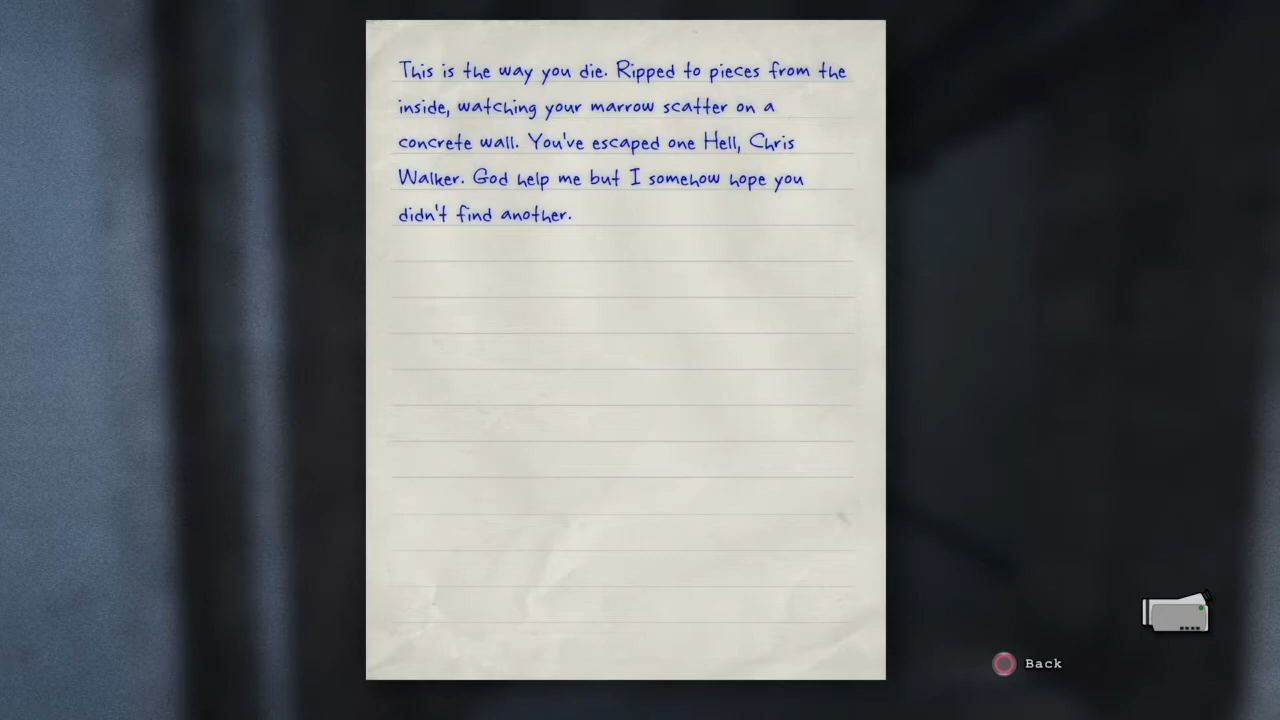 This is the way you die. Ripped to pieces from the
inside, watching your marrow scatter on a
concrete wall. You've escaped one Hell, Chris
Walker. God help me but I somehow hope you
didn't find another.
Back